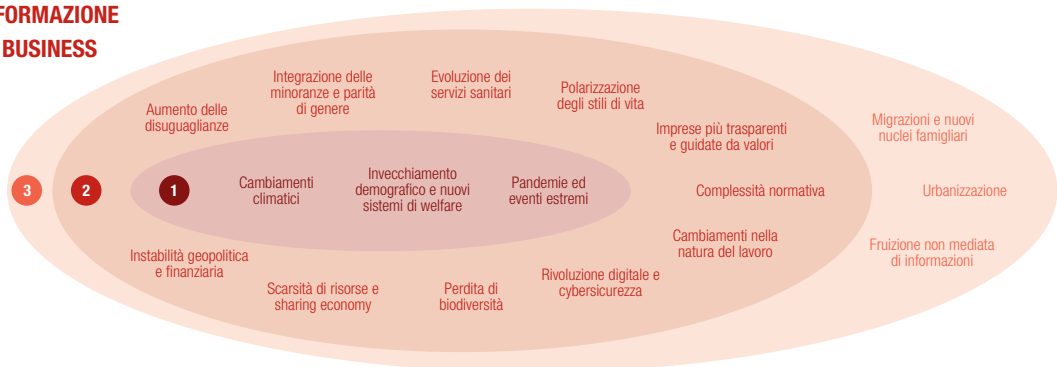 FORMAZIONE
BUSINESS
Integrazione delle
minoranze e parità
di genere
Evoluzione dei
servizi sanitari
Polarizzazione
degli stili di vita
Aumento delle
disuguaglianze
Imprese più trasparenti
e guidate da valori
Migrazioni e nuovi
nuclei famigliari
3
2
1
Cambiamenti
climatici
Invecchiamento
demografico e nuovi
sistemi di welfare
Pandemie ed
eventi estremi
Complessità normativa
Urbanizzazione
Instabilità geopolitica
e finanziaria
Cambiamenti nella
natura del lavoro
Fruizione non mediata
di informazioni
Scarsità di risorse e
sharing economy
Perdita di
biodiversità
Rivoluzione digitale e
cybersicurezza